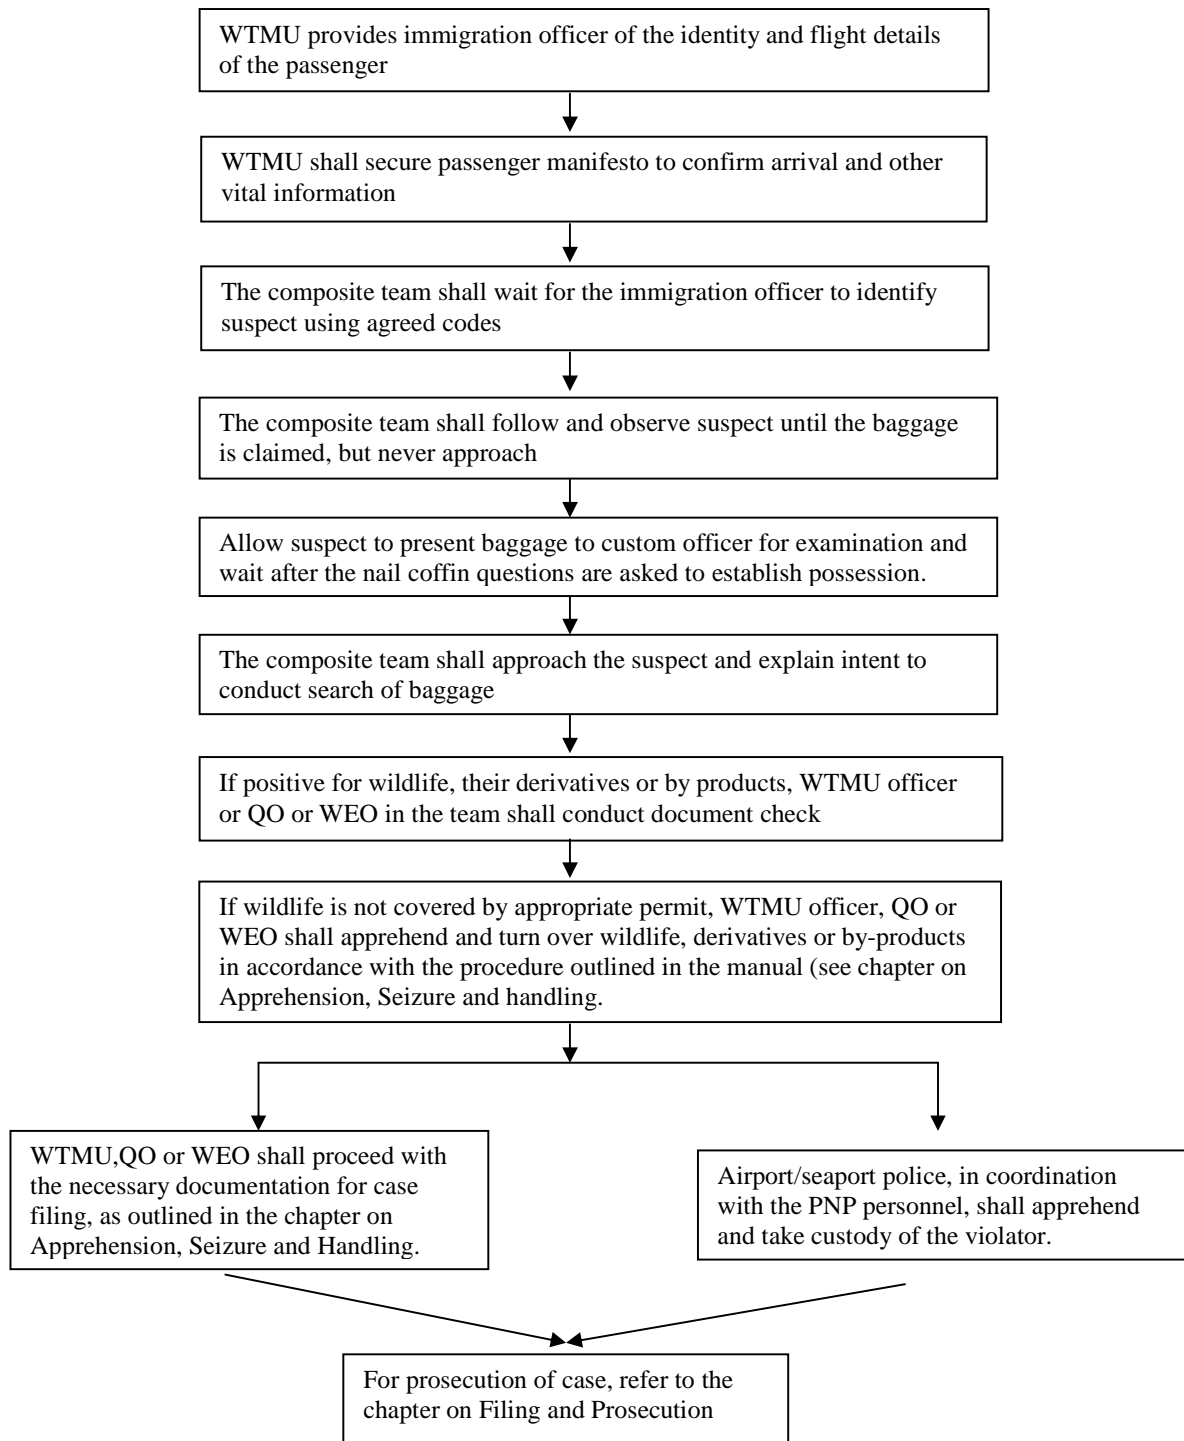 WTMU provides immigration officer of the identity and flight details
of the passenger
WTMU shall secure passenger manifesto to confirm arrival and other
vital information
The composite team shall wait for the immigration officer to identify
suspect using agreed codes
The composite team shall follow and observe suspect until the baggage
is claimed, but never approach
Allow suspect to present baggage to custom officer for examination and
wait after the nail coffin questions are asked to establish possession.
The composite team shall approach the suspect and explain intent to
conduct search of baggage
If positive for wildlife, their derivatives or by products, WTMU officer
or QO or WEO in the team shall conduct document check
If wildlife is not covered by appropriate permit, WTMU officer, QO or
WEO shall apprehend and turn over wildlife, derivatives or by-products
in accordance with the procedure outlined in the manual (see chapter on
Apprehension, Seizure and handling.
WTMU,QO or WEO shall proceed with
the necessary documentation for case
filing, as outlined in the chapter on
Apprehension, Seizure and Handling.
Airport/seaport police, in coordination
with the PNP personnel, shall apprehend
and take custody of the violator.
For prosecution of case, refer to the
chapter on Filing and Prosecution